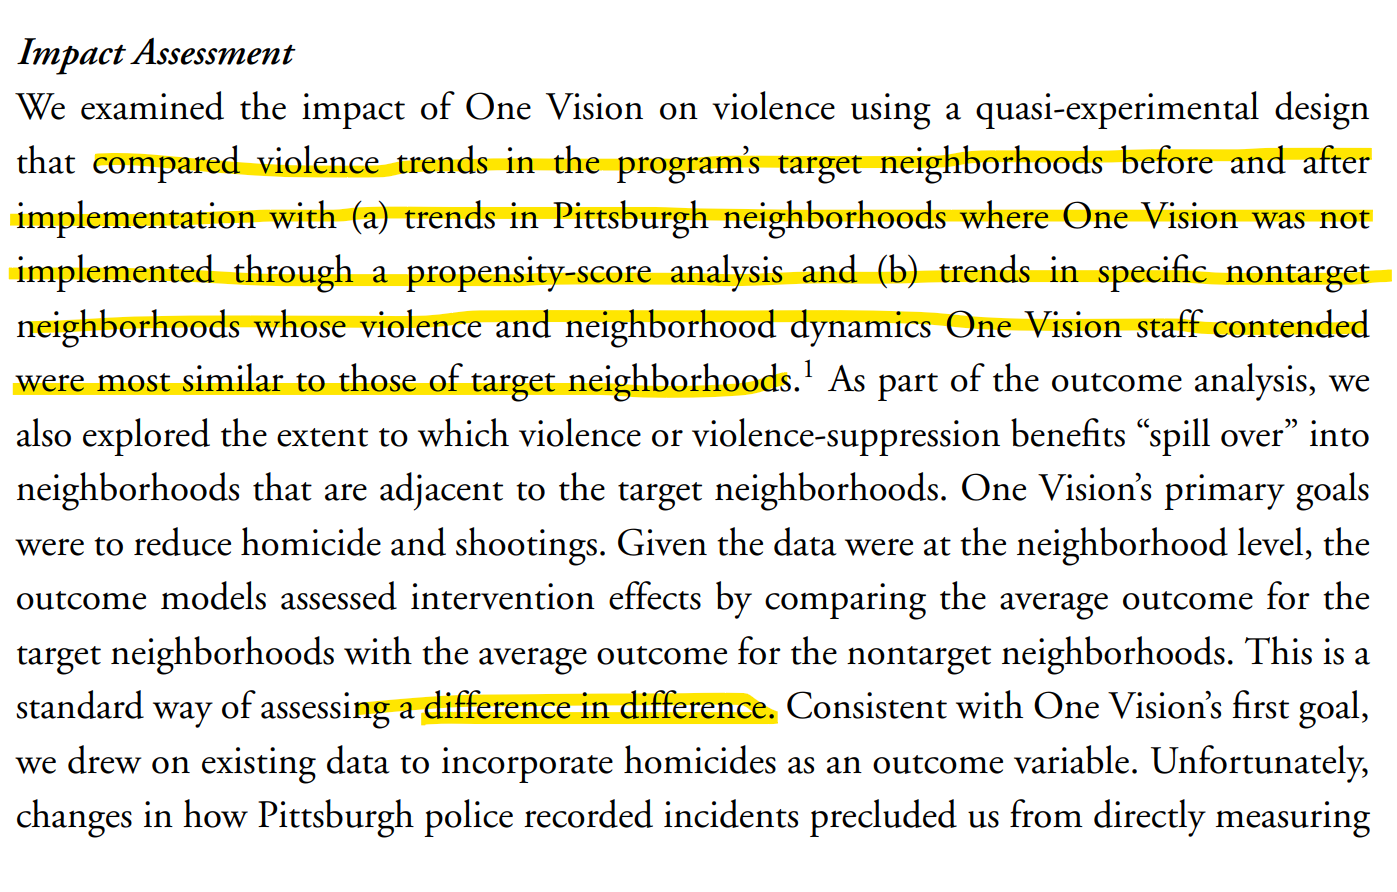 Impact Assessment
We examined the impact of One Vision on violence using a quasi-experimental design
that compared violence trends in the program’s target neighborhoods before and after
implementation with (a) trends in Pittsburgh neighborhoods where One Vision was not
implemented through a propensity-score analysis and (b) trends in specific nontarget
neighborhoods whose violence and neighborhood dynamics One Vision staff contended
were most similar to those of target neighborhoods.1 As part of the outcome analysis, we
also explored the extent to which violence or violence-suppression benefits “spill over” into
neighborhoods that are adjacent to the target neighborhoods. One Vision’s primary goals
were to reduce homicide and shootings. Given the data were at the neighborhood level, the
outcome models assessed intervention effects by comparing the average outcome for the
target neighborhoods with the average outcome for the nontarget neighborhoods. This is a
standard way of assessing a difference in difference. Consistent with One Vision’s first goal,
we drew on existing data to incorporate homicides as an outcome variable. Unfortunately,
changes in how Pittsburgh police recorded incidents precluded us from directly measuring